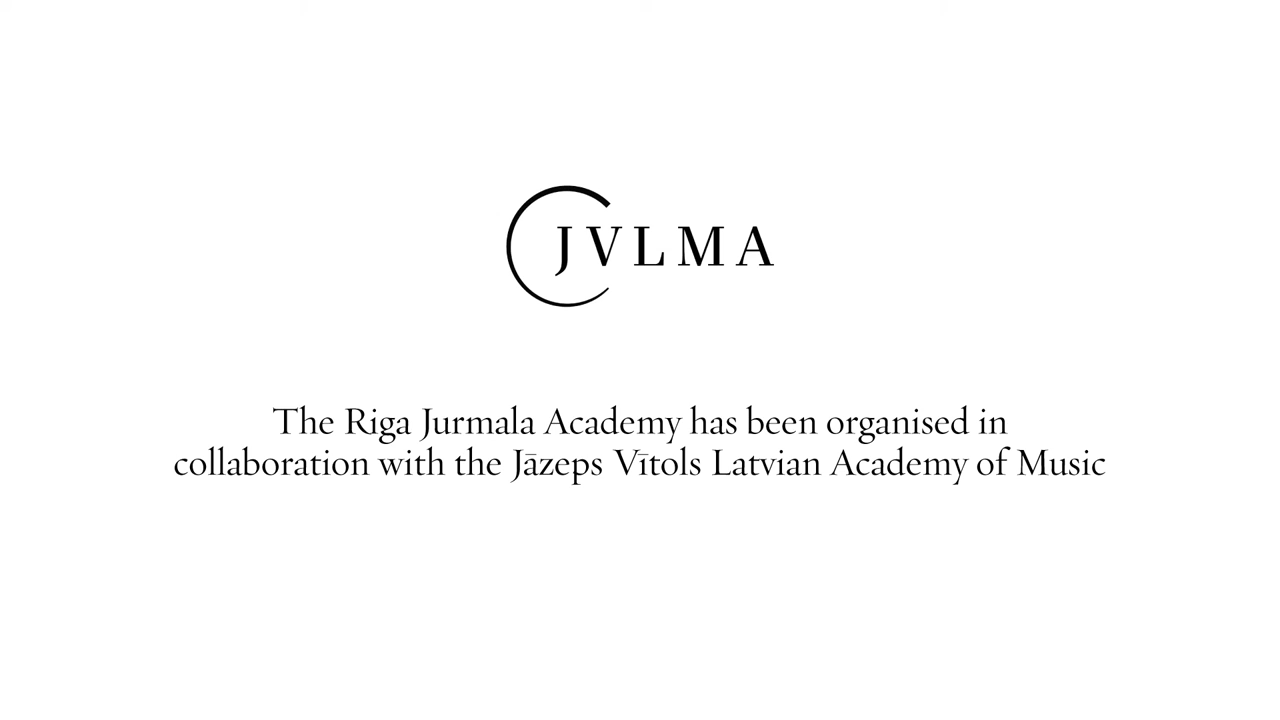 JVLMA
The Riga Jurmala Academy has been organised in
collaboration with the Jāzeps Vītols Latvian Academy of Music